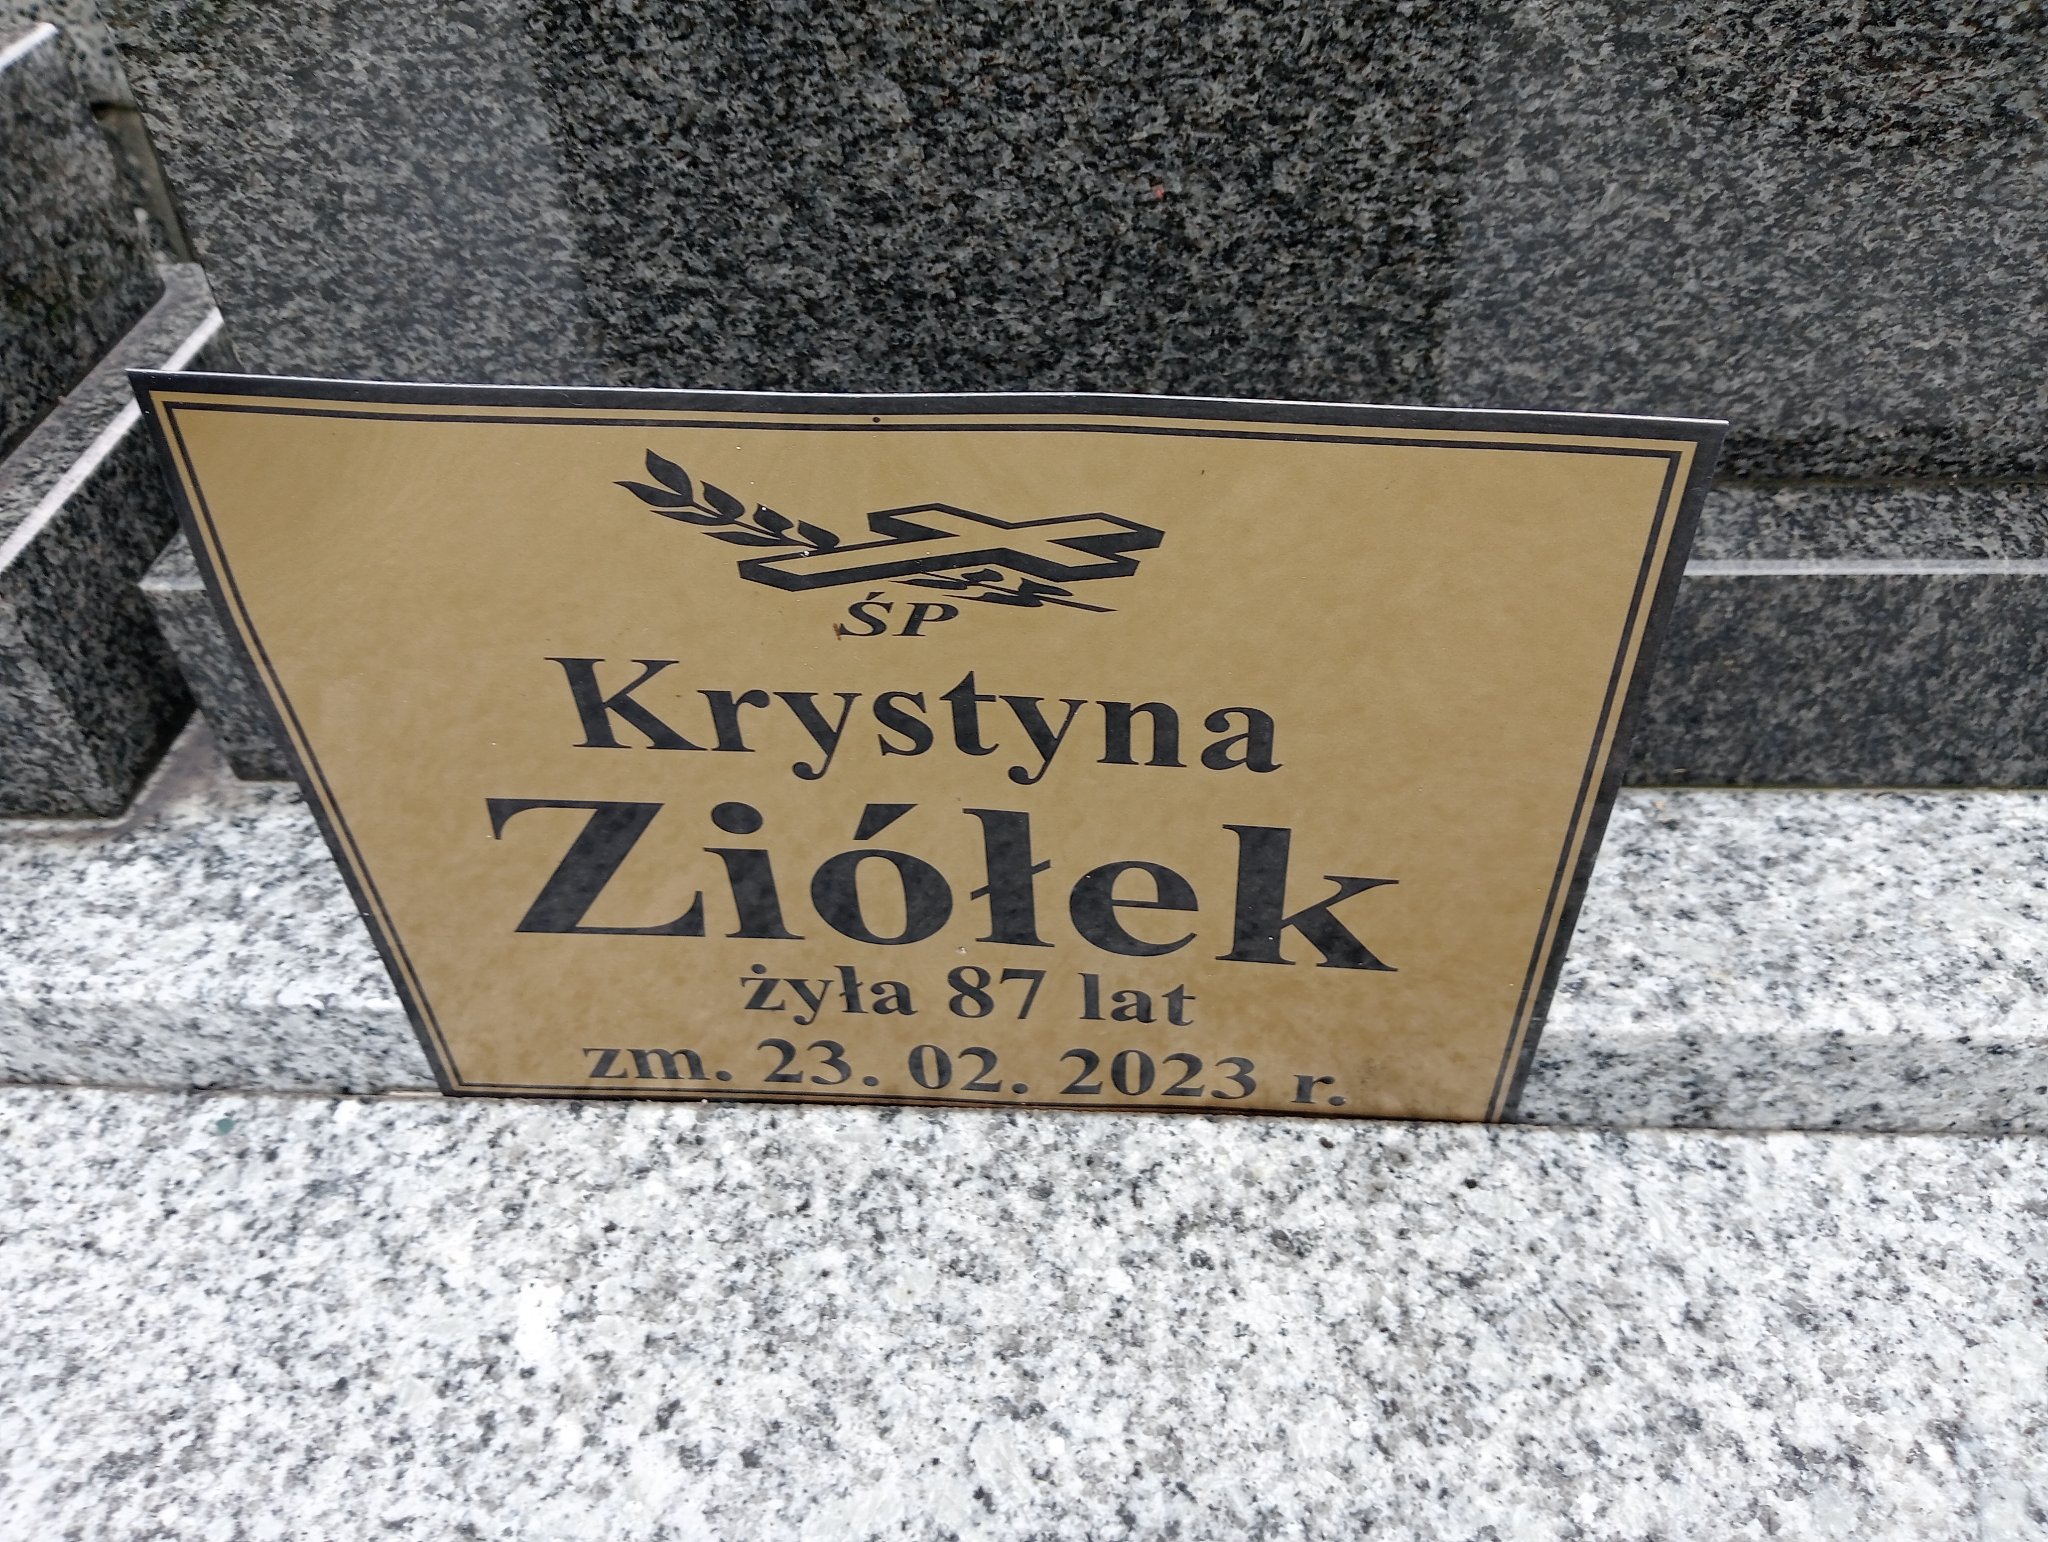 ŚP
Krystyna
Ziółek
żyła 87 lat
zm. 23. 02. 2023 r.